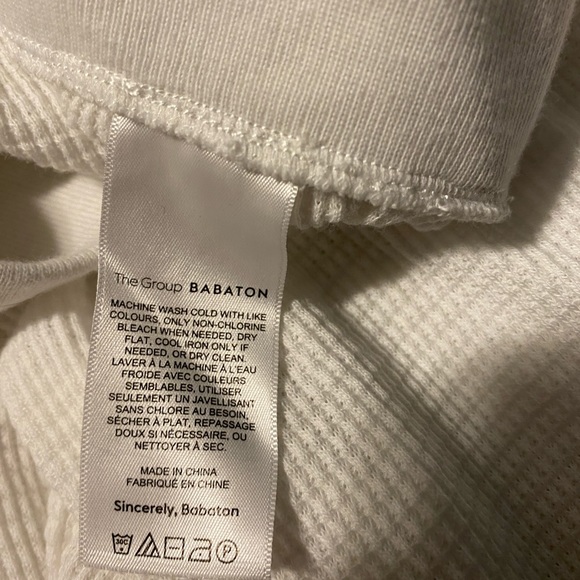 The Group BABATON
MACHINE WASH COLD WITH LIKE
COLOURS, ONLY NON-CHLORINE
BLEACH WHEN NEEDED, DRY
FLAT, COOL IRON ONLY IF
NEEDED, OR DRY CLEAN.
LAVER À LA MACHINE À L'EAU
FROIDE AVEC COULEURS
SEMBLABLES, UTILISER
SEULEMENT UN JAVELLISANT
SANS CHLORE AU BESOIN,
SÉCHER À PLAT, REPASSAGE
DOUX SI NÉCESSAIRE, OU
NETTOYER À SEC.
MADE IN CHINA
FABRIQUÉ EN CHINE
Sincerely, Babaton
30C P